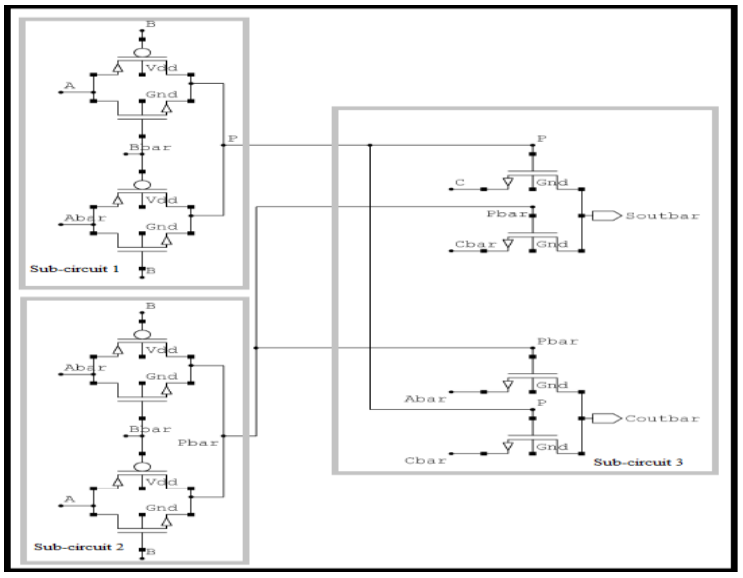 B
Vdd
A
Gnd
Bbar
P
Vdd
Abar
Gnd
Sub-circuit 1
B
P
C
Gnd
Pbar
Soutbar
Cbar
Gnd
Pbar
Abar
Gnd
P
Coutbar
Cbar
Gnd
Sub-circuit 3
B
Vdd
Abar
Gnd
Bbar
Pbar
Vdd
A
Gnd
Sub-circuit 2
B